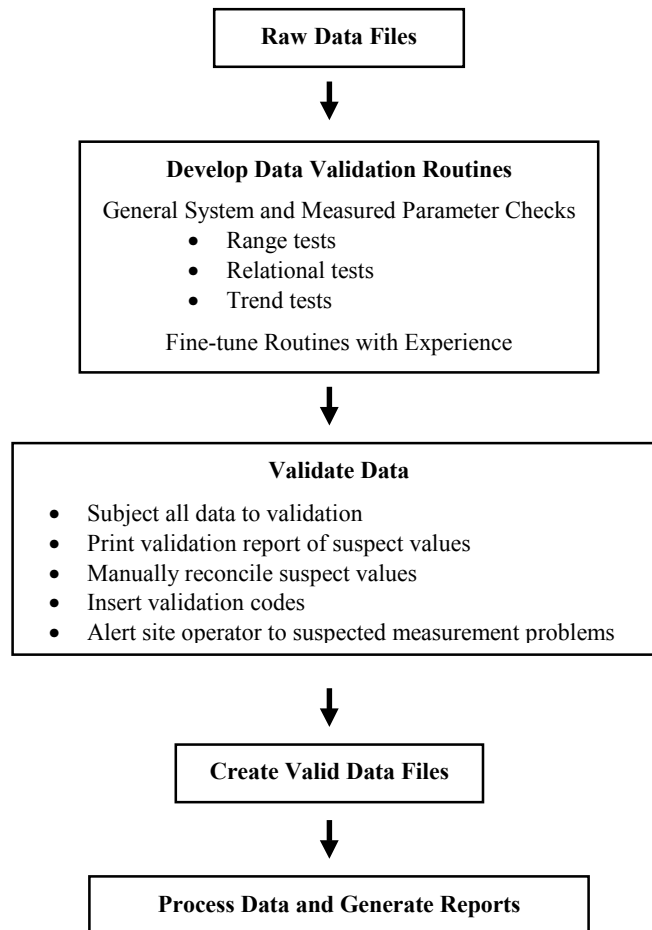 Raw Data Files
Develop Data Validation Routines
General System and Measured Parameter Checks
• Range tests
• Relational tests
• Trend tests
Fine-tune Routines with Experience
Validate Data
• Subject all data to validation
• Print validation report of suspect values
• Manually reconcile suspect values
• Insert validation codes
• Alert site operator to suspected measurement problems
Create Valid Data Files
Process Data and Generate Reports